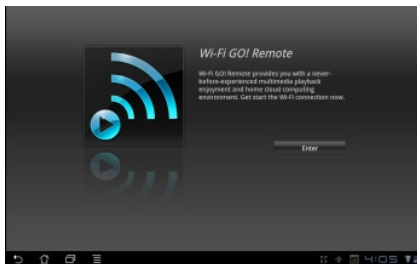 Wi-Fi GO! Remote
Wi-Fi GO! Remote provides you with a never-
before-experienced multimedia playback
enjoyment and home cloud computing
environment. Get start the Wi-Fi connection now.
Enter
4:05